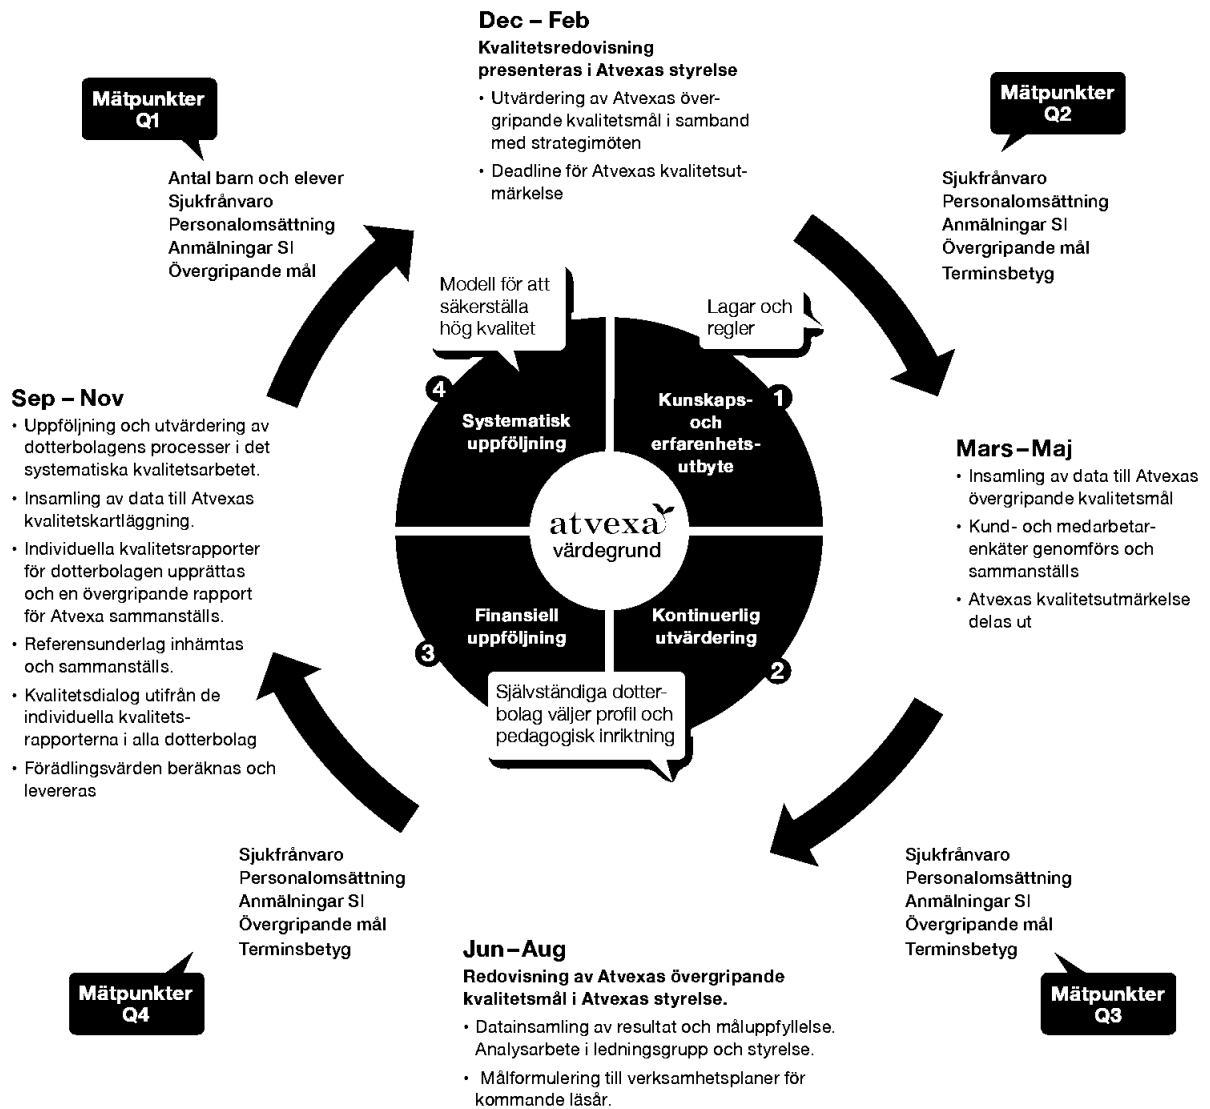 Dec – Feb
Kvalitetsredovisning
presenteras i Atvexas styrelse
• Utvärdering av Atvexas över-
gripande kvalitetsmål i samband
med strategimöten
• Deadline för Atvexas kvalitetsut-
märkelse
Mätpunkter
Q1
Antal barn och elever
Sjukfrånvaro
Personalomsättning
Anmälningar SI
Övergripande mål
Mätpunkter
Q2
Sjukfrånvaro
Personalomsättning
Anmälningar SI
Övergripande mål
Terminsbetyg
Modell för att
säkerställa
hög kvalitet
Lagar och
regler
4
Systematisk
uppföljning
1
Kunskaps-
och
erfarenhets-
utbyte
atvexa
värdegrund
Finansiell
uppföljning
3
Kontinuerlig
utvärdering
2
Självständiga dotter-
bolag väljer profil och
pedagogisk inriktning
Sep – Nov
• Uppföljning och utvärdering av
dotterbolagens processer i det
systematiska kvalitetsarbetet.
• Insamling av data till Atvexas
kvalitetskartläggning.
• Individuella kvalitetsrapporter
för dotterbolagen upprättas
och en övergripande rapport
för Atvexa sammanställs.
• Referensunderlag inhämtas
och sammanställs.
• Kvalitetsdialog utifrån de
individuella kvalitets-
rapporterna i alla dotterbolag
• Förädlingsvärden beräknas och
levereras
Mars–Maj
• Insamling av data till Atvexas
övergripande kvalitetsmål
• Kund- och medarbetar-
enkäter genomförs och
sammanställs
• Atvexas kvalitetsutmärkelse
delas ut
Sjukfrånvaro
Personalomsättning
Anmälningar SI
Övergripande mål
Terminsbetyg
Mätpunkter
Q4
Sjukfrånvaro
Personalomsättning
Anmälningar SI
Övergripande mål
Terminsbetyg
Mätpunkter
Q3
Jun–Aug
Redovisning av Atvexas övergripande
kvalitetsmål i Atvexas styrelse.
• Datainsamling av resultat och måluppfyllelse.
Analysarbete i ledningsgrupp och styrelse.
• Målformulering till verksamhetsplaner för
kommande läsår.